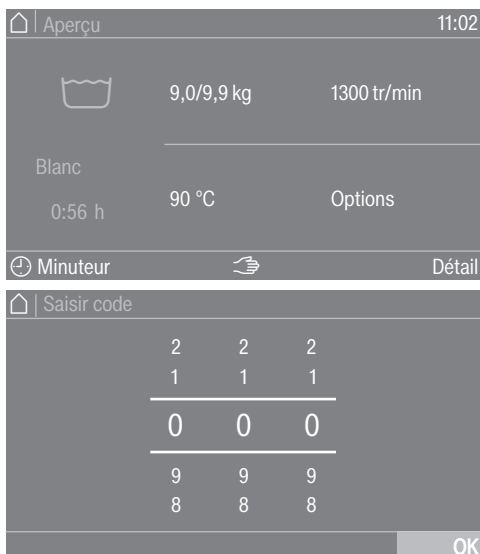 Aperçu 11:02
9,0/9,9 kg 1300 tr/min
Blanc
0:56 h
90 °C Options
Minuteur Détail
Saisir code
2 2 2
1 1 1
0 0 0
9 9 9
8 8 8
OK